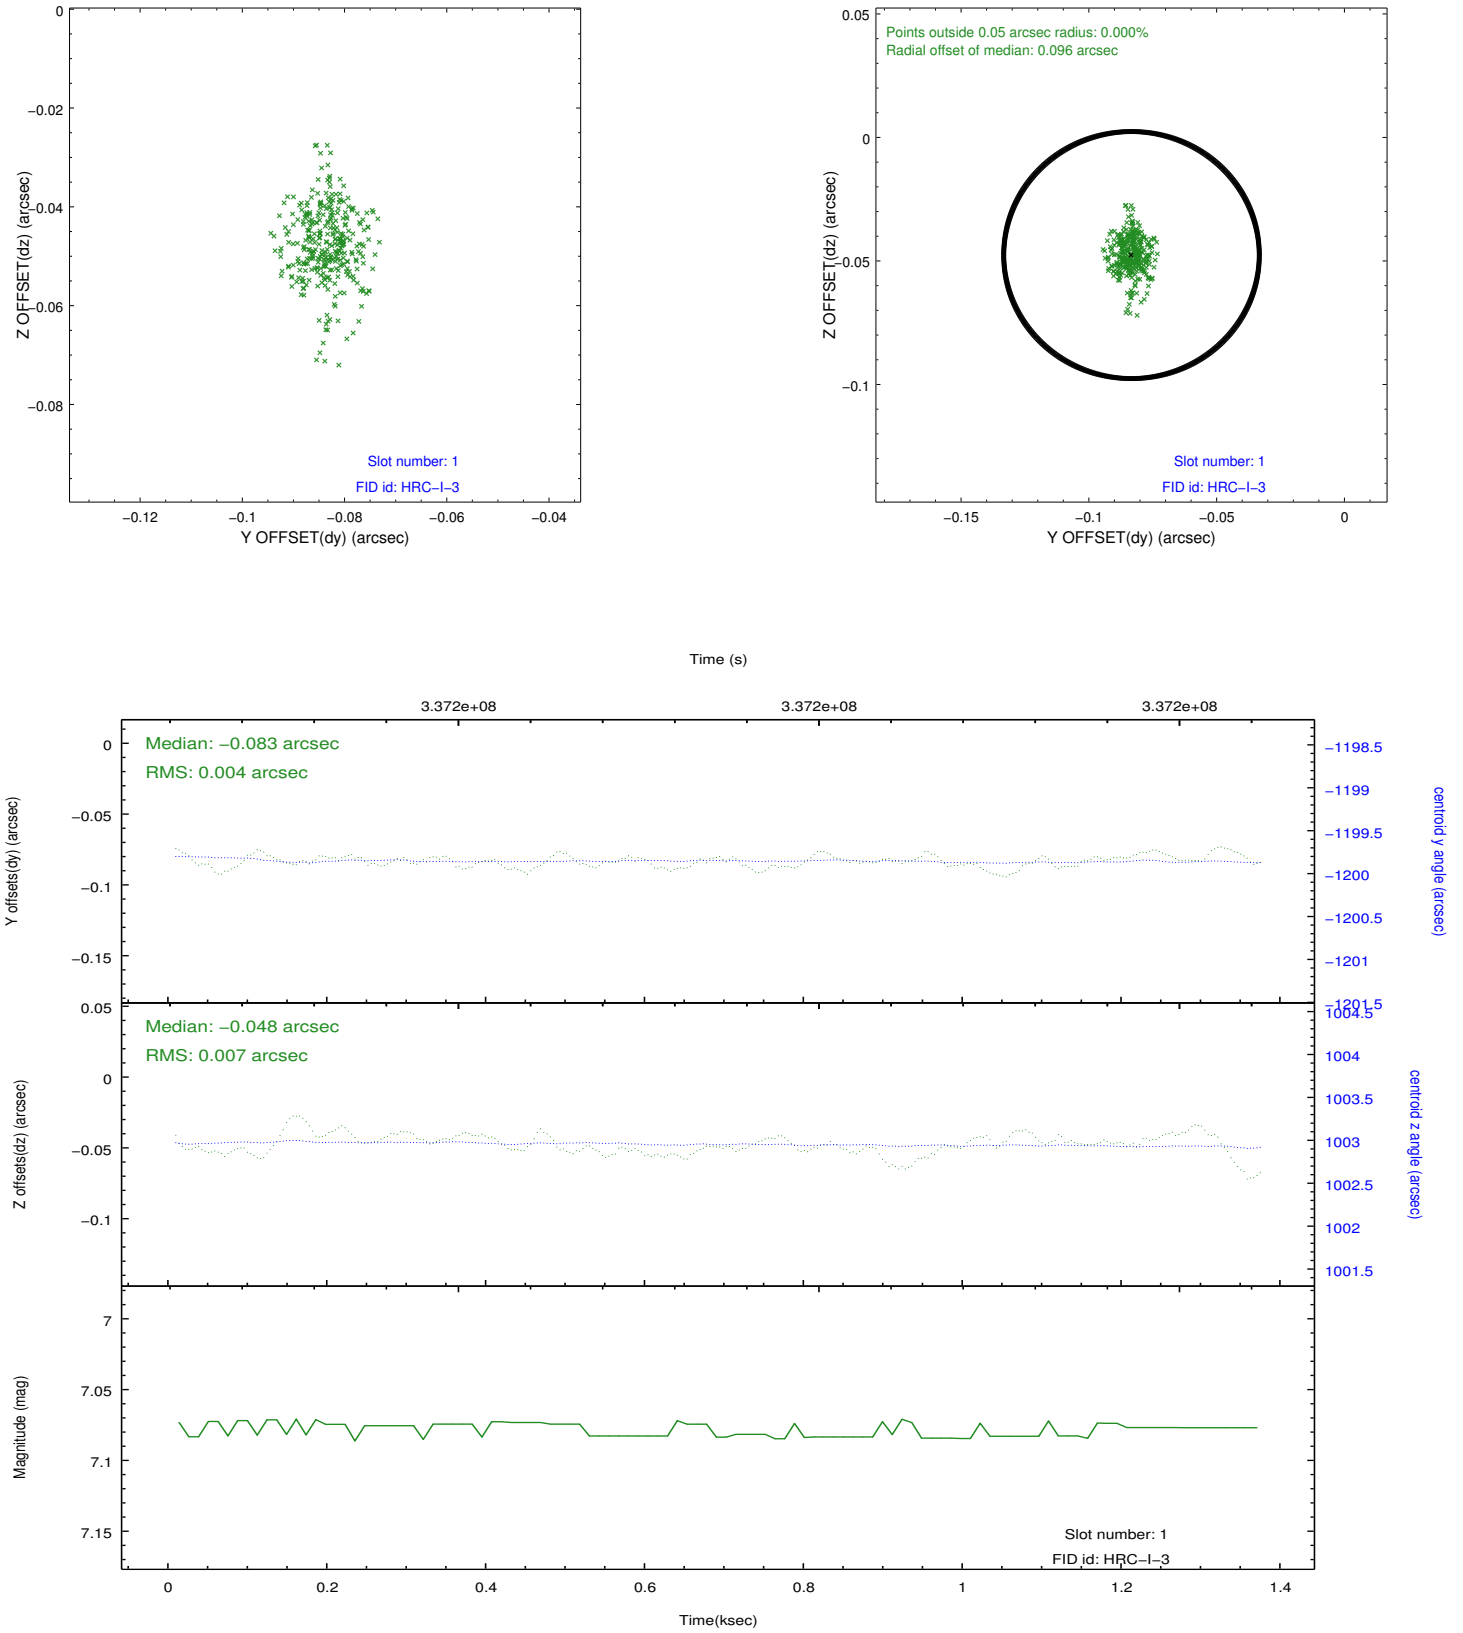 0
−0.02
−0.04
−0.06
−0.08
Z OFFSET(dz) (arcsec)
Slot number: 1
FID id: HRC−I−3
−0.12
−0.1
−0.08
−0.06
−0.04
Y OFFSET(dy) (arcsec)
0.05
0
−0.05
−0.1
Z OFFSET(dz) (arcsec)
Points outside 0.05 arcsec radius: 0.000%
Radial offset of median: 0.096 arcsec
Slot number: 1
FID id: HRC−I−3
−0.15
−0.1
−0.05
0
Y OFFSET(dy) (arcsec)
Time (s)
3.372e+08
3.372e+08
3.372e+08
Median: −0.083 arcsec
RMS: 0.004 arcsec
0
−0.05
−0.1
−0.15
Y offsets(dy) (arcsec)
−1198.5
−1199
−1199.5
−1200
−1200.5
−1201
−1201.5
centroid y angle (arcsec)
Median: −0.048 arcsec
RMS: 0.007 arcsec
0.05
0
−0.05
−0.1
Z offsets(dz) (arcsec)
1004.5
1004
1003.5
1003
1002.5
1002
1001.5
centroid z angle (arcsec)
7
7.05
7.1
7.15
Magnitude (mag)
Slot number: 1
FID id: HRC−I−3
0
0.2
0.4
0.6
0.8
1
1.2
1.4
Time(ksec)